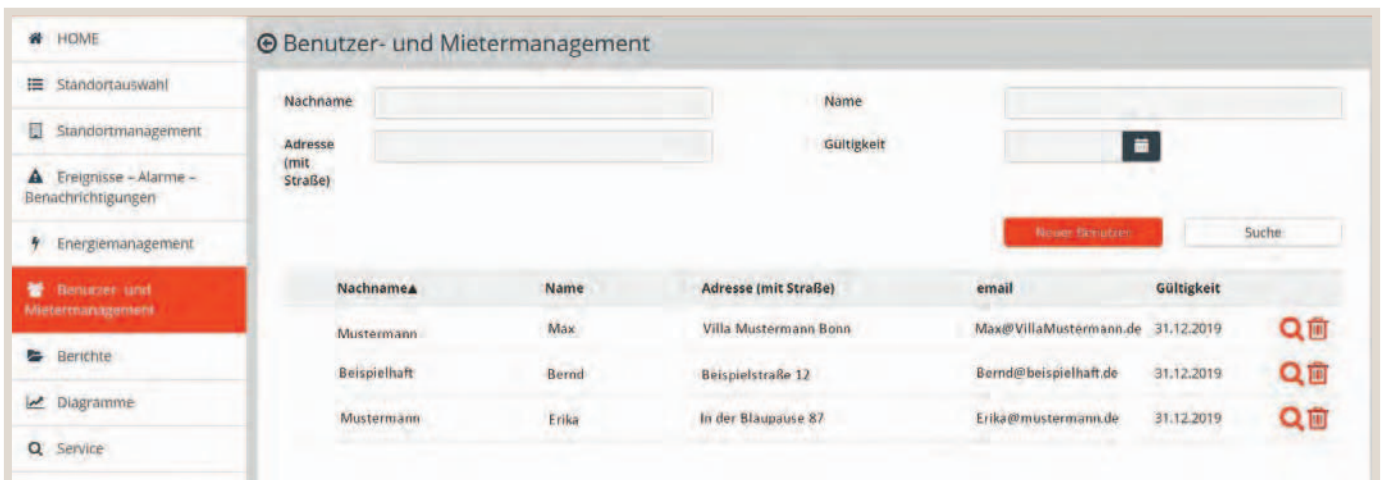 HOME
Standortauswahl
Standortmanagement
Ereignisse – Alarme –
Benachrichtigungen
Energiemanagement
Benutzer- und
Mietermanagement
Berichte
Diagramme
Service
Benutzer- und Mietermanagement
Nachname
Name
Adresse
(mit
Straße)
Gültigkeit
Neuer Benutzer
Suche
Nachname▲ Name Adresse (mit Straße) email Gültigkeit
Mustermann Max Villa Mustermann Bonn Max@VillaMustermann.de 31.12.2019
Beispielhaft Bernd Beispielstraße 12 Bernd@beispielhaft.de 31.12.2019
Mustermann Erika In der Blaupause 87 Erika@mustermann.de 31.12.2019